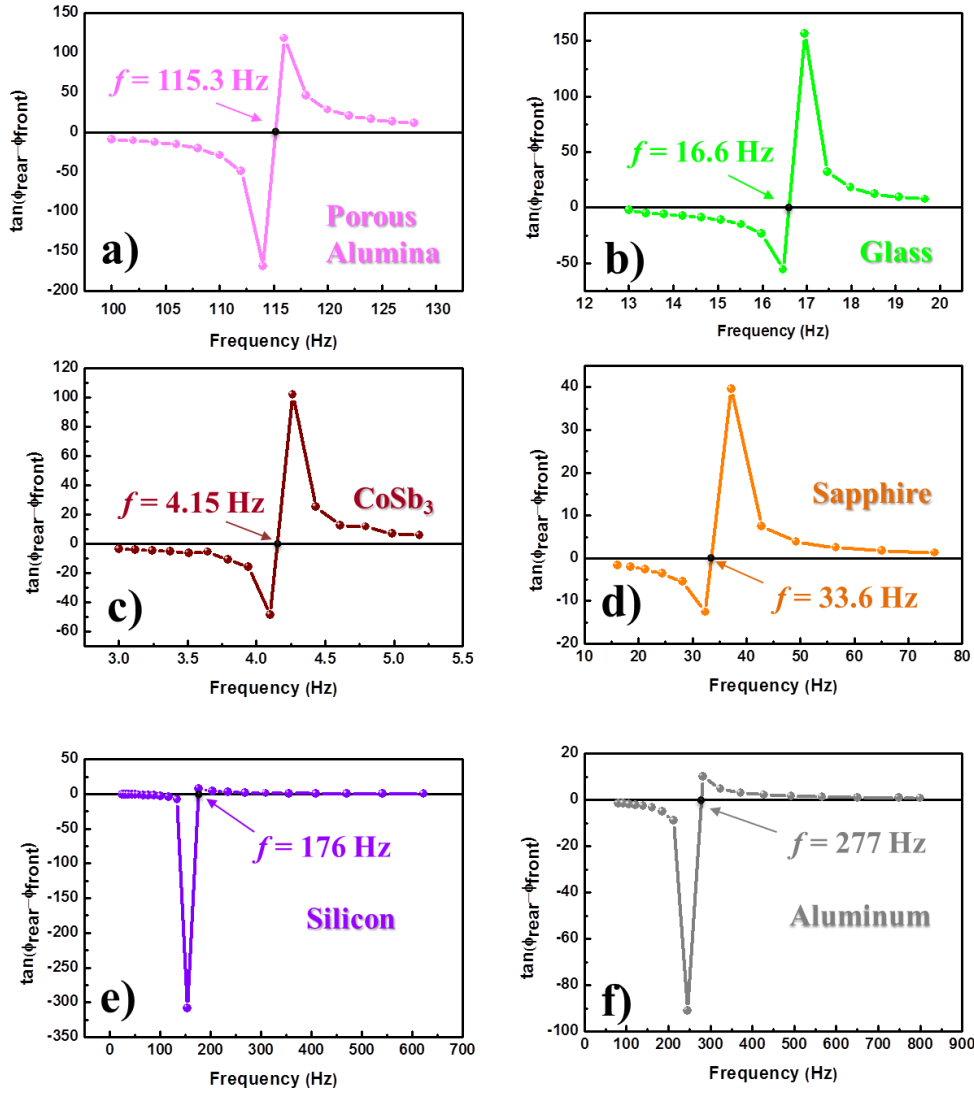 150
100
50
0
-50
-100
-150
-200
100 105 110 115 120 125 130
tan(ϕrear-ϕfront)
Frequency (Hz)
f = 115.3 Hz
Porous
Alumina
a)
150
100
50
0
-50
12 13 14 15 16 17 18 19 20
tan(ϕrear-ϕfront)
Frequency (Hz)
f = 16.6 Hz
Glass
b)
120
100
80
60
40
20
0
-20
-40
-60
3.0 3.5 4.0 4.5 5.0 5.5
tan(ϕrear-ϕfront)
Frequency (Hz)
f = 4.15 Hz
CoSb₃
c)
40
30
20
10
0
-10
-20
10 20 30 40 50 60 70 80
tan(ϕrear-ϕfront)
Frequency (Hz)
Sapphire
f = 33.6 Hz
d)
50
0
-50
-100
-150
-200
-250
-300
-350
0 100 200 300 400 500 600 700
tan(ϕrear-ϕfront)
Frequency (Hz)
f = 176 Hz
Silicon
e)
20
0
-20
-40
-60
-80
-100
0 100 200 300 400 500 600 700 800 900
tan(ϕrear-ϕfront)
Frequency (Hz)
f = 277 Hz
Aluminum
f)